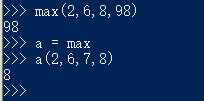 >>> max(2,6,8,98)
98
>>> a = max
>>> a(2,6,7,8)
8
>>>